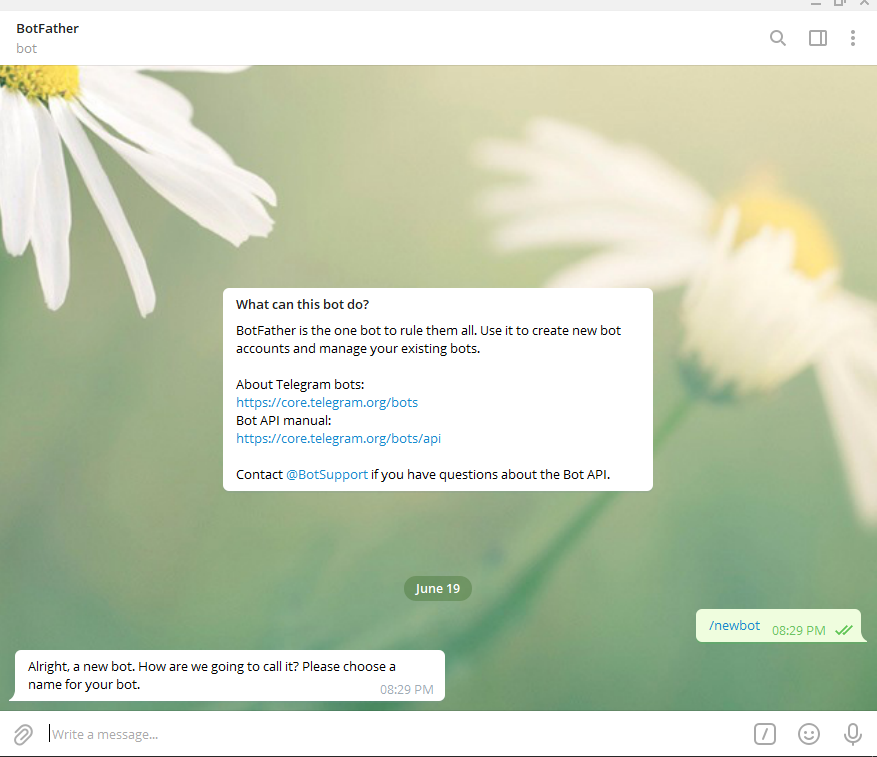 BotFather
bot
What can this bot do?
BotFather is the one bot to rule them all. Use it to create new bot
accounts and manage your existing bots.
About Telegram bots:
https://core.telegram.org/bots
Bot API manual:
https://core.telegram.org/bots/api
Contact @BotSupport if you have questions about the Bot API.
June 19
/newbot 08:29 PM
Alright, a new bot. How are we going to call it? Please choose a
name for your bot. 08:29 PM
Write a message...